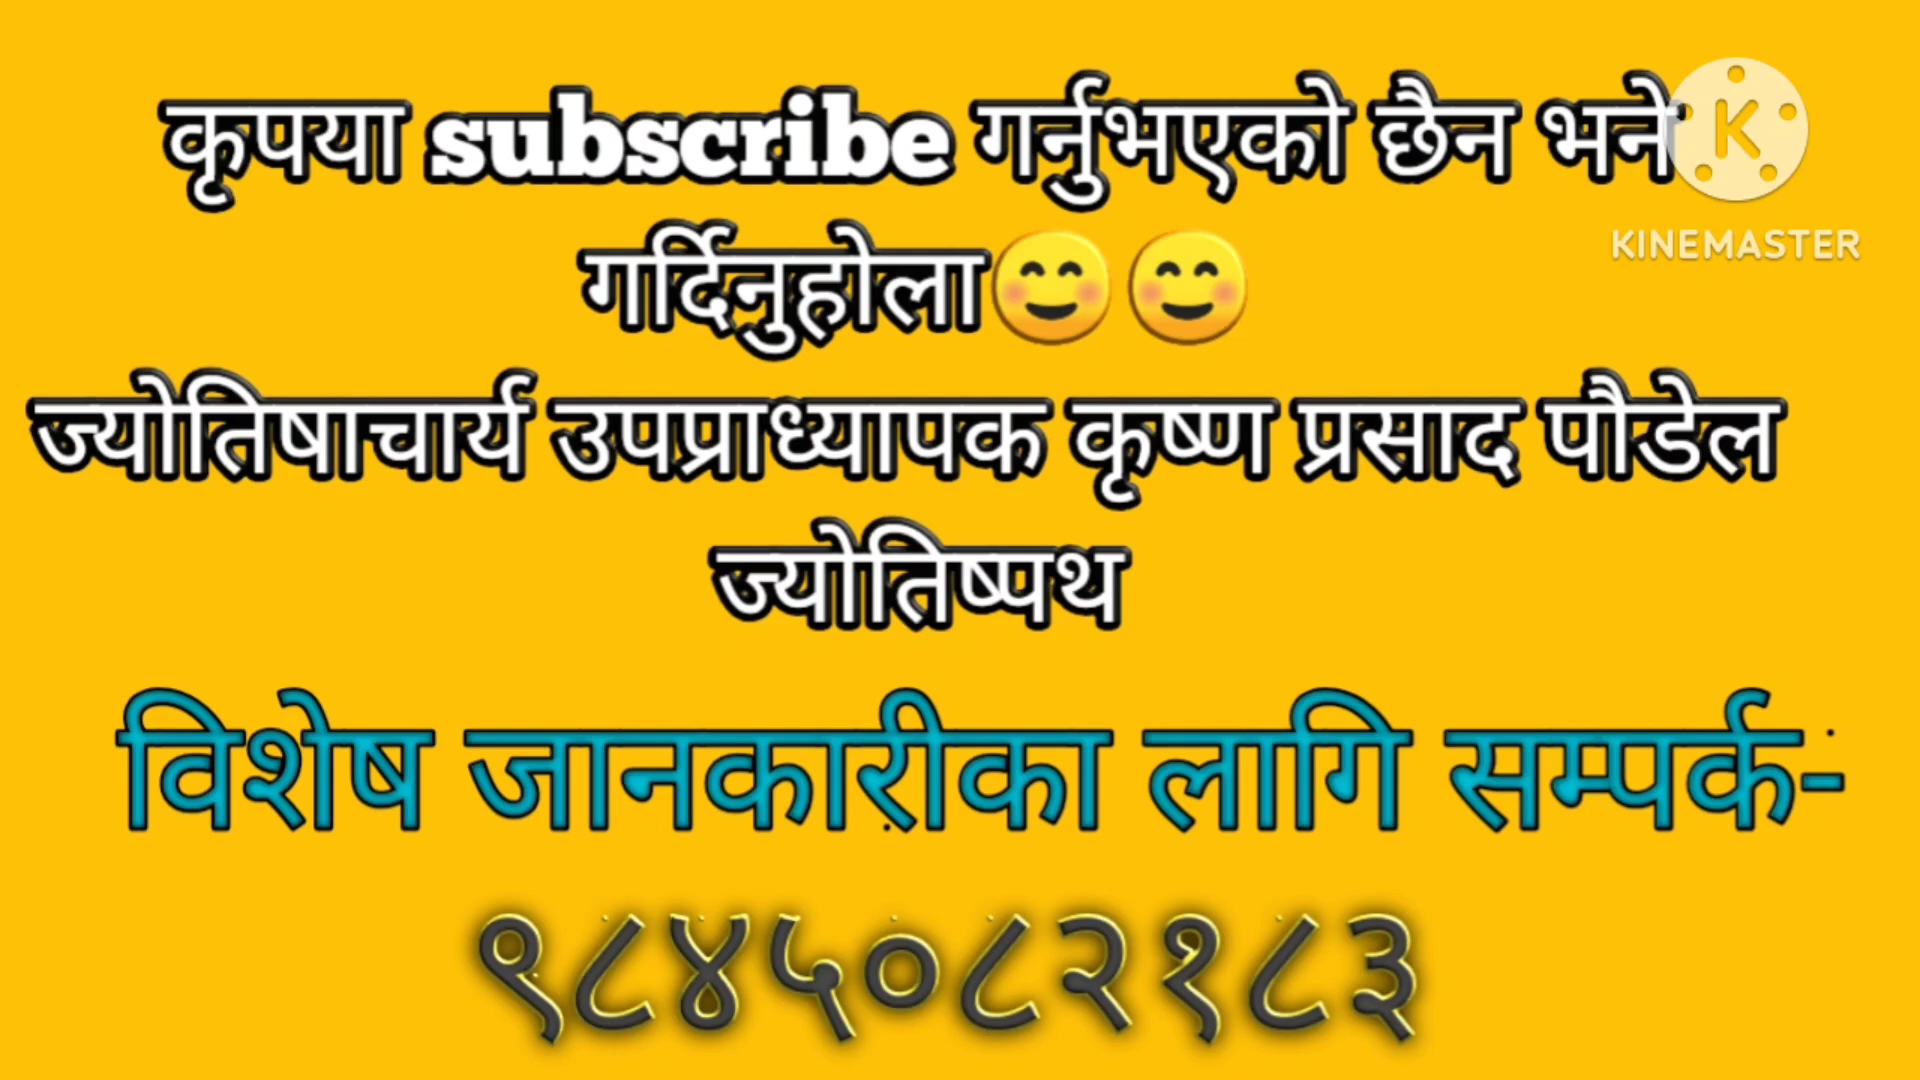 कृपया subscribe गर्नुभएको छैन भने
गर्दिनुहोला😊😊
ज्योतिषाचार्य उपप्राध्यापक कृष्ण प्रसाद पौडेल
ज्योतिष्पथ
विशेष जानकारीका लागि सम्पर्क-
९८४५०८२१८३
K
KINEMASTER